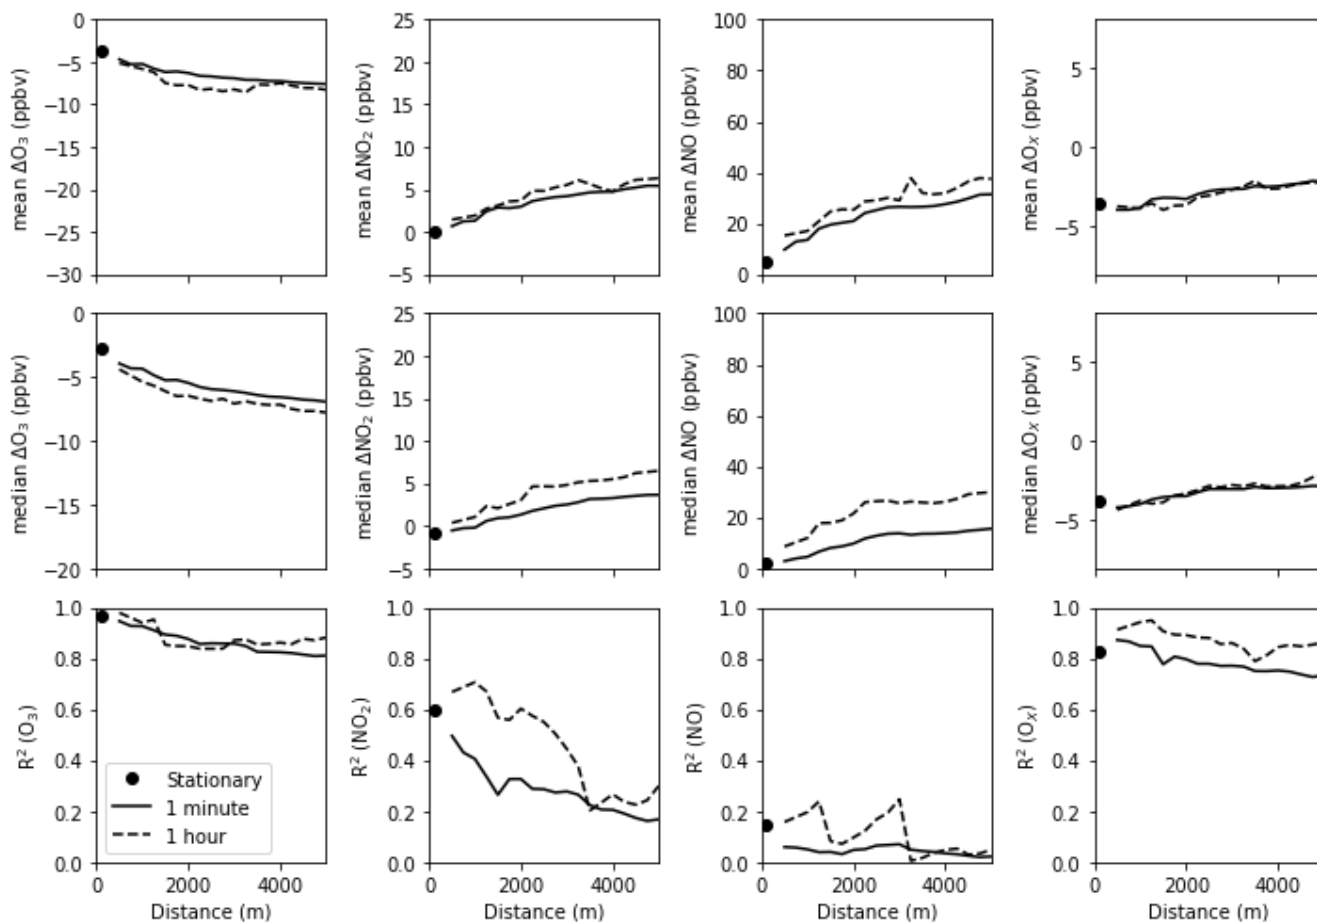 mean ΔO₃ (ppbv)
0
−5
−10
−15
−20
−25
−30
mean ΔNO₂ (ppbv)
25
20
15
10
5
0
−5
mean ΔNO (ppbv)
100
80
60
40
20
0
mean ΔOₓ (ppbv)
5
0
−5
median ΔO₃ (ppbv)
0
−5
−10
−15
−20
median ΔNO₂ (ppbv)
25
20
15
10
5
0
−5
median ΔNO (ppbv)
100
80
60
40
20
0
median ΔOₓ (ppbv)
5
0
−5
R² (O₃)
1.0
0.8
0.6
0.4
0.2
0.0
Stationary
1 minute
1 hour
0 2000 4000
Distance (m)
R² (NO₂)
1.0
0.8
0.6
0.4
0.2
0.0
0 2000 4000
Distance (m)
R² (NO)
1.0
0.8
0.6
0.4
0.2
0.0
0 2000 4000
Distance (m)
R² (Oₓ)
1.0
0.8
0.6
0.4
0.2
0.0
0 2000 4000
Distance (m)